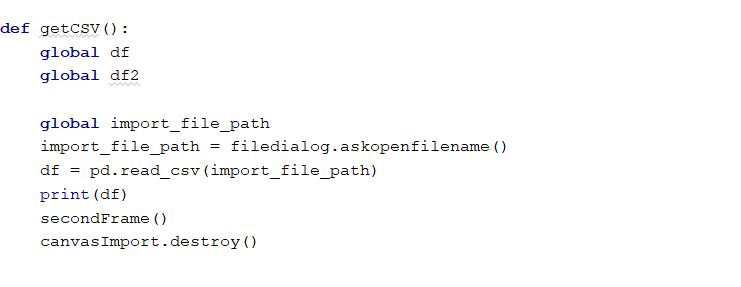 def getCSV():
    global df
    global df2

    global import_file_path
    import_file_path = filedialog.askopenfilename()
    df = pd.read_csv(import_file_path)
    print(df)
    secondFrame()
    canvasImport.destroy()